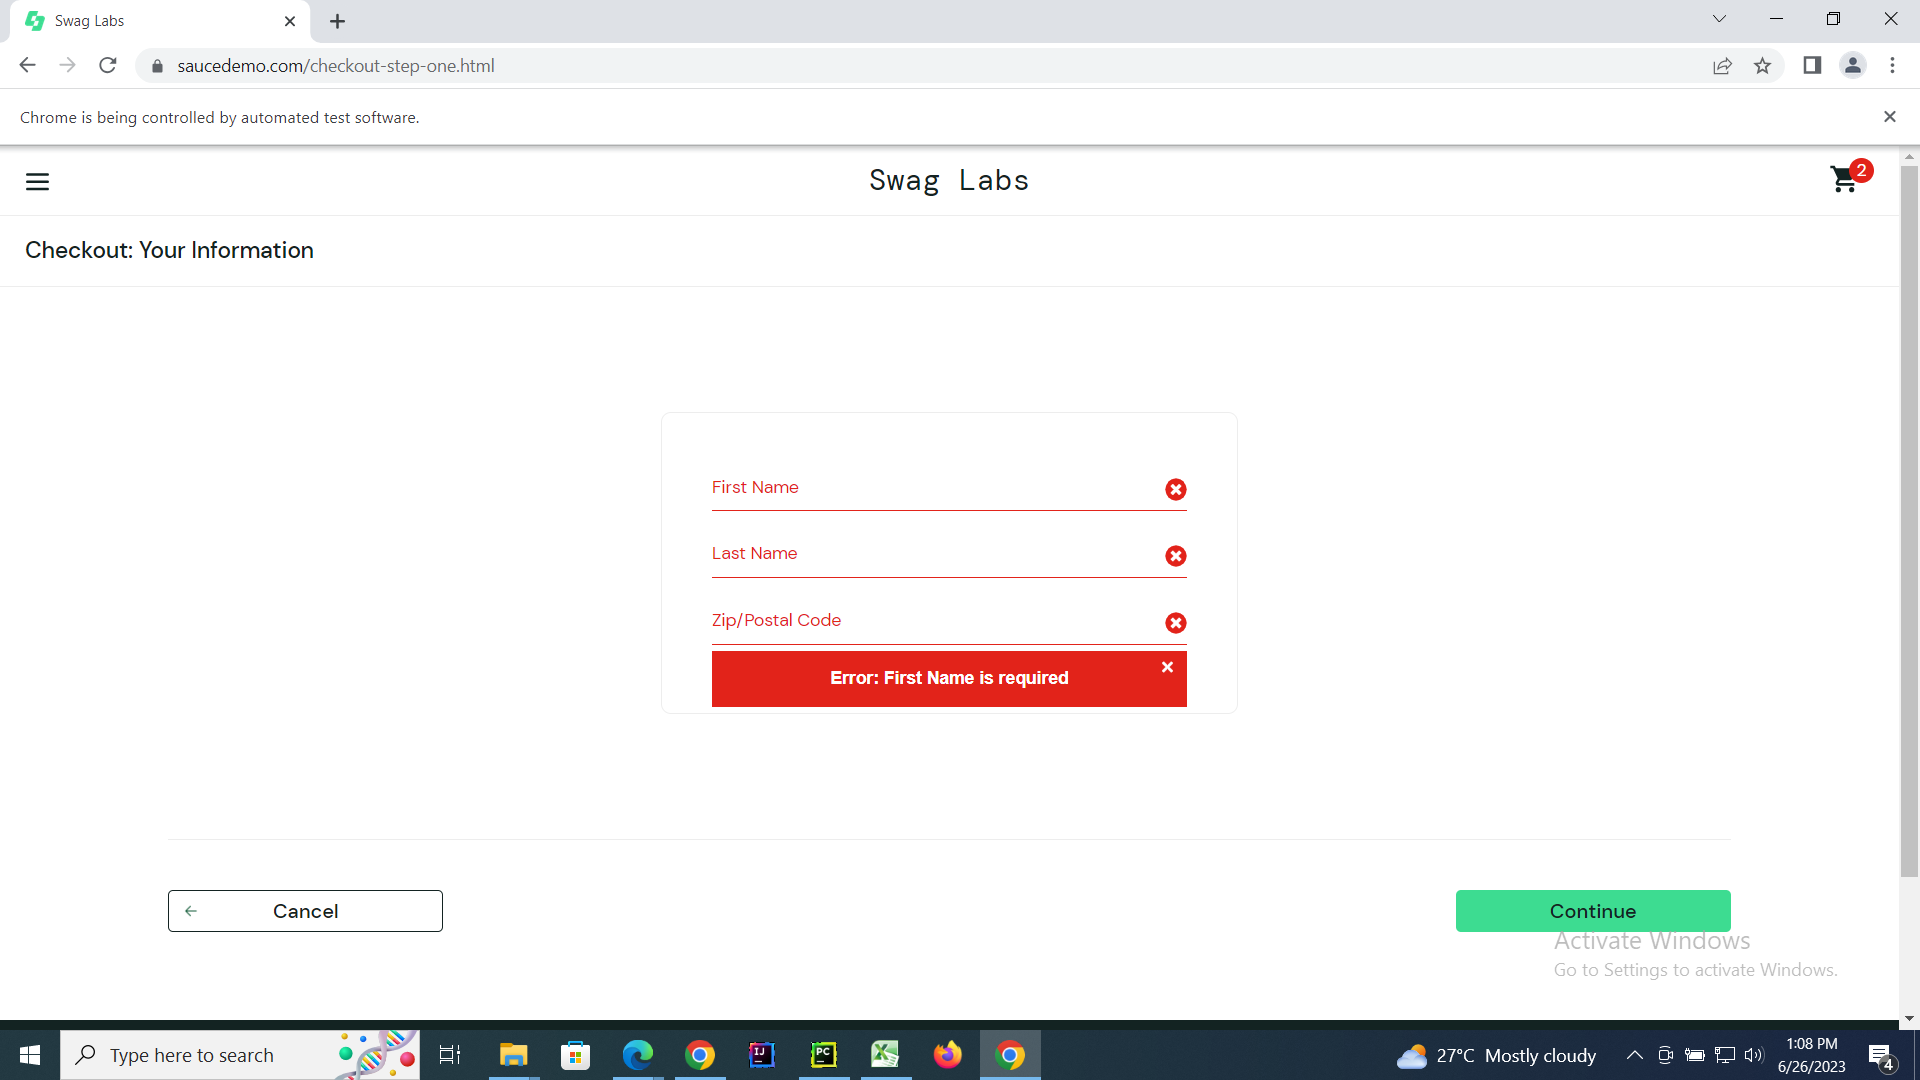 Swag Labs
saucedemo.com/checkout-step-one.html
Chrome is being controlled by automated test software.
Swag Labs
2
Checkout: Your Information
First Name
Last Name
Zip/Postal Code
Error: First Name is required
Cancel
Continue
Activate Windows
Go to Settings to activate Windows.
Type here to search
IJ
PC
27°C Mostly cloudy
1:08 PM
6/26/2023
4